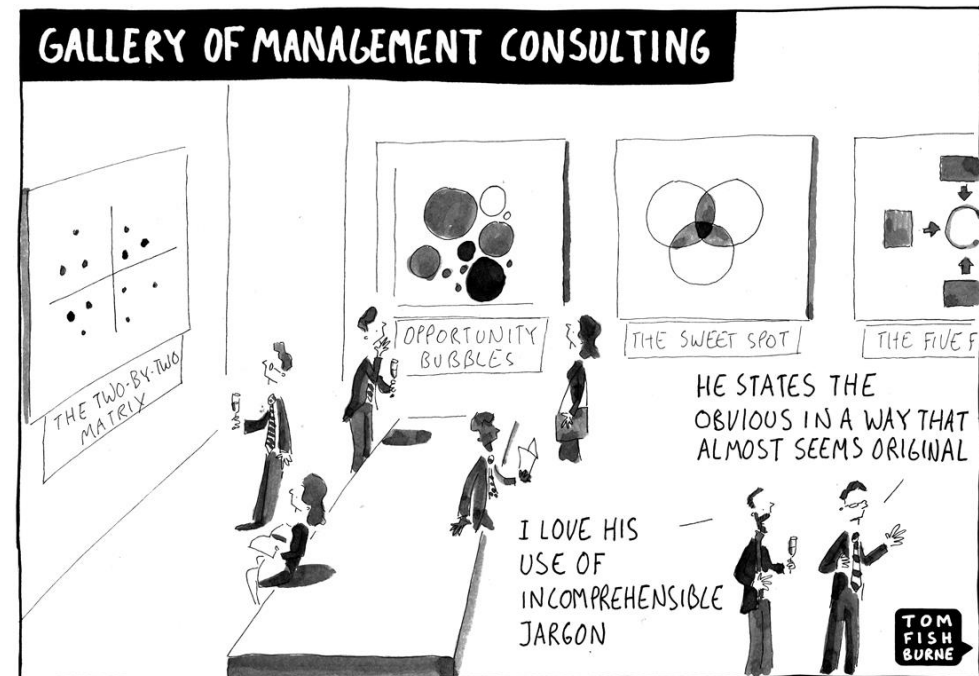 GALLERY OF MANAGEMENT CONSULTING
THE TWO-BY-TWO
MATRIX
OPPORTUNITY
BUBBLES
THE SWEET SPOT
THE FIVE F
HE STATES THE
OBVIOUS IN A WAY THAT
ALMOST SEEMS ORIGINAL
I LOVE HIS
USE OF
INCOMPREHENSIBLE
JARGON
TOM
FISH
BURNE